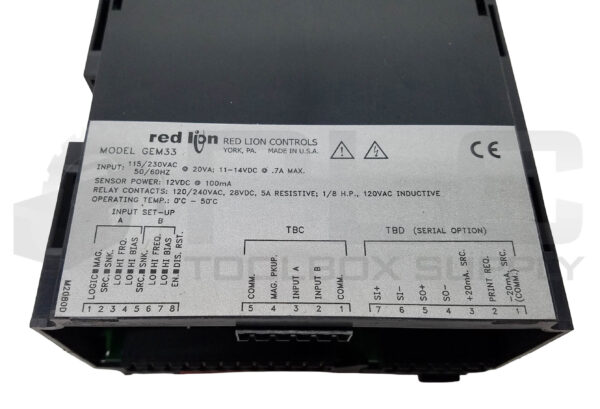 red lion RED LION CONTROLS
MODEL GEM33 YORK, PA. MADE IN U.S.A.
CE
INPUT: 115/230VAC 50/60HZ @ 20VA; 11-14VDC @ .7A MAX.
SENSOR POWER: 12VDC @ 100mA
RELAY CONTACTS: 120/240VAC, 28VDC, 5A RESISTIVE; 1/8 H.P., 120VAC INDUCTIVE
OPERATING TEMP.: 0°C - 50°C
INPUT SET-UP
A B
LOGIC MAG.
SRC. SNK.
LO HI FRQ.
LO HI BIAS
SRC. SNK.
LO HI FREQ.
LO HI BIAS
EN. DIS. RST.
1 2 3 4 5 6 7 8
M2080D
TBC
COMM.
MAG. PKUP.
INPUT A
INPUT B
COMM.
5 4 3 2 1
TBD (SERIAL OPTION)
SI+
SI-
SO+
SO-
+20mA. SRC.
PRINT REQ.
-20mA. SRC. (COMM.)
7 6 5 4 3 2 1
TOOLBOX SUPPLY